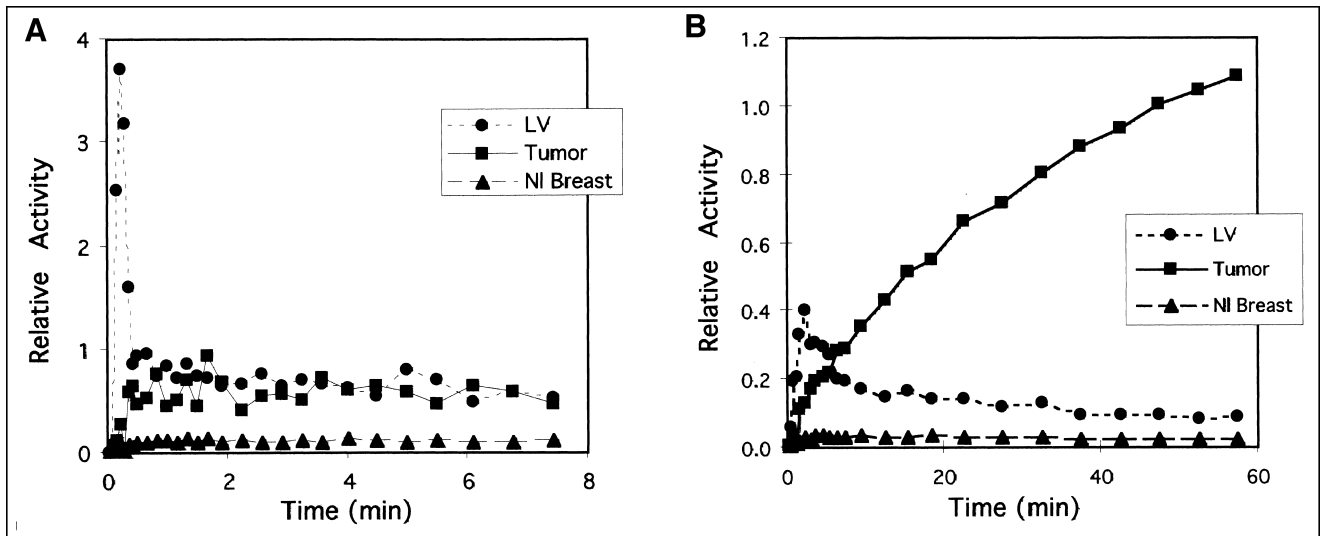 A
4
3
2
1
0
0 2 4 6 8
Relative Activity
Time (min)
LV
Tumor
Nl Breast
B
1.2
1.0
0.8
0.6
0.4
0.2
0.0
0 20 40 60
Relative Activity
Time (min)
LV
Tumor
Nl Breast